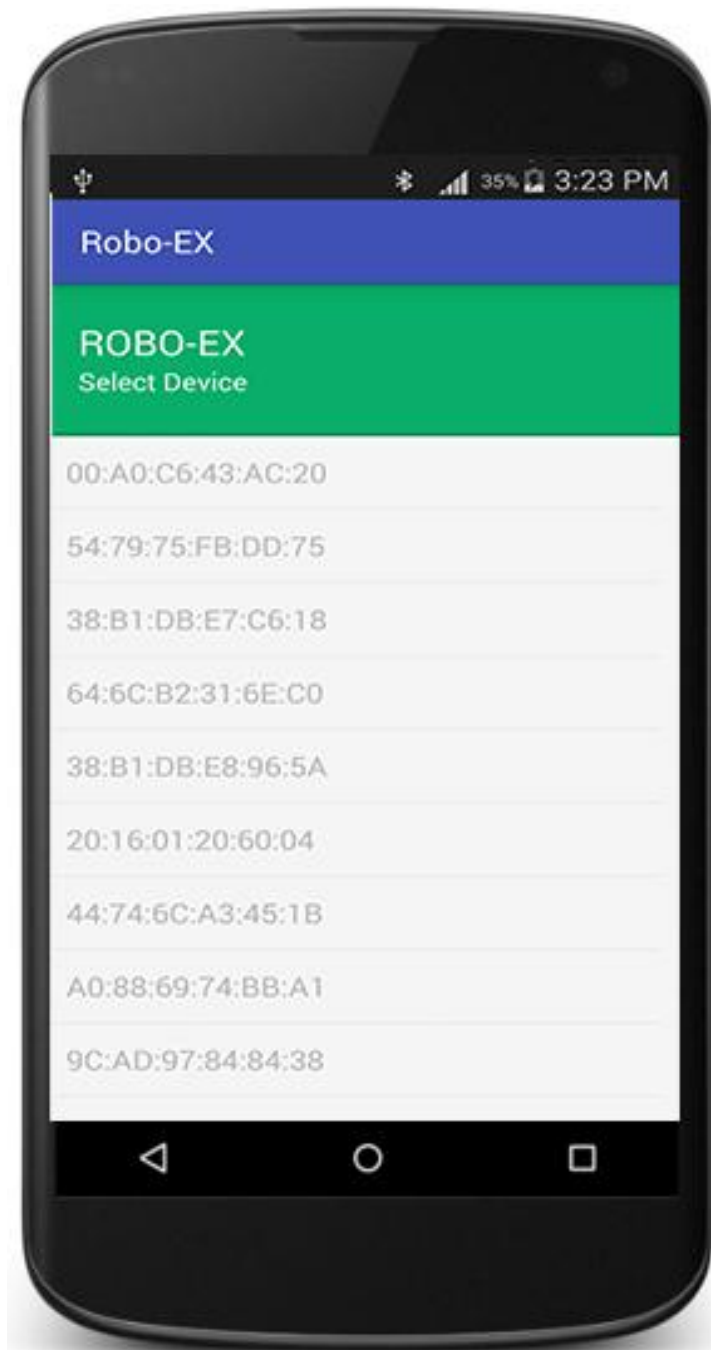 35% 3:23 PM
Robo-EX
ROBO-EX
Select Device
00:A0:C6:43:AC:20
54:79:75:FB:DD:75
38:B1:DB:E7:C6:18
64:6C:B2:31:6E:C0
38:B1:DB:E8:96:5A
20:16:01:20:60:04
44:74:6C:A3:45:1B
A0:88:69:74:BB:A1
9C:AD:97:84:84:38